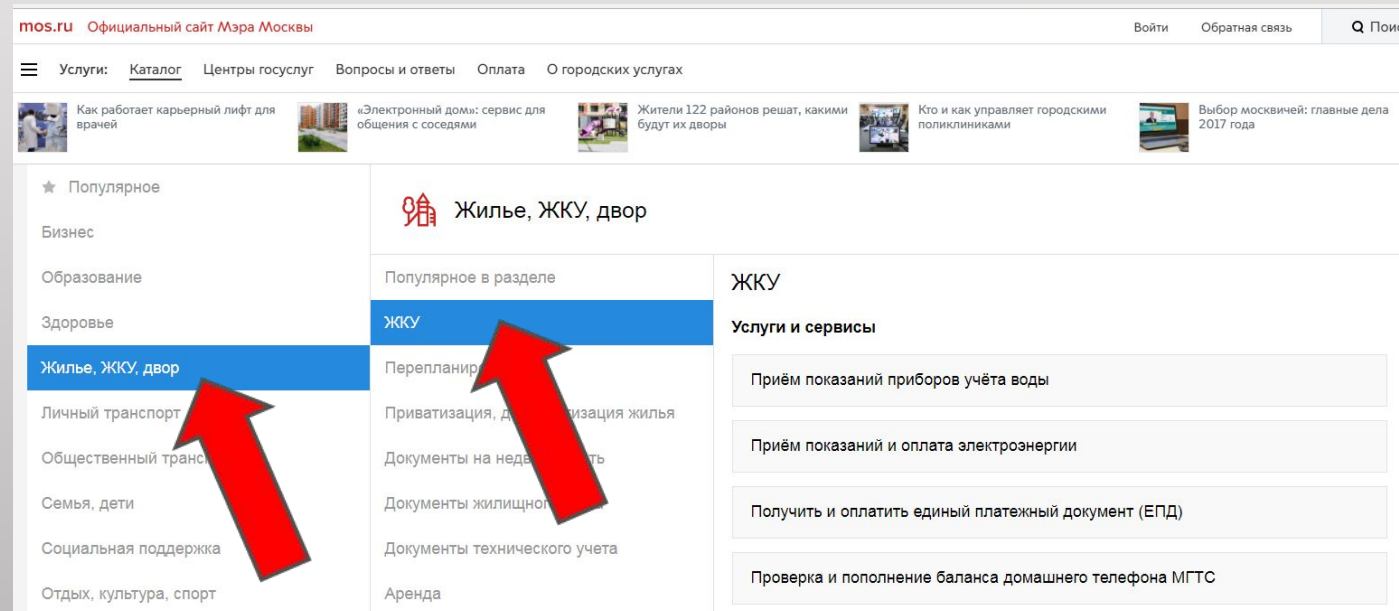 mos.ru Официальный сайт Мэра Москвы
Войти
Обратная связь
Услуги:
Каталог
Центры госуслуг
Вопросы и ответы
Оплата
О городских услугах
Как работает карьерный лифт для
врачей
«Электронный дом»: сервис для
общения с соседями
Жители 122 районов решат, какими
будут их дворы
Кто и как управляет городскими
поликлиниками
Выбор москвичей: главные дела
2017 года
Популярное
Бизнес
Образование
Здоровье
Жилье, ЖКУ, двор
Личный транспорт
Общественный
Семья, дети
Социальная поддержка
Отдых, культура, спорт
Жилье, ЖКУ, двор
Популярное в разделе
ЖКУ
Приватизация, жилья
Документы на
Документы
Документы технического учета
Аренда
ЖКУ
Услуги и сервисы
Приём показаний приборов учёта воды
Приём показаний и оплата электроэнергии
Получить и оплатить единый платежный документ (ЕПД)
Проверка и пополнение баланса домашнего телефона МГТС